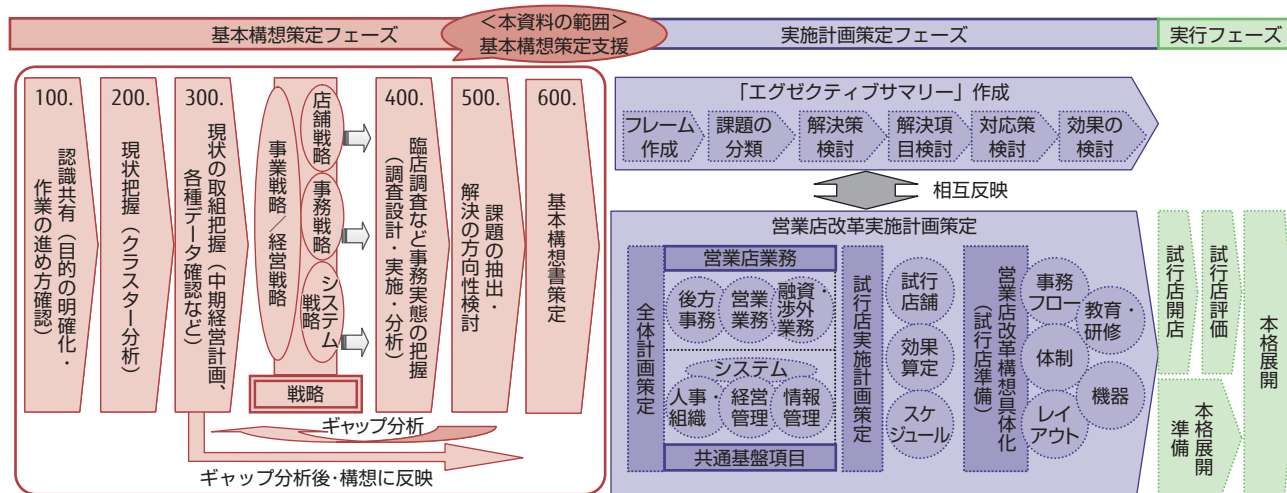 基本構想策定フェーズ
＜本資料の範囲＞
基本構想策定支援
実施計画策定フェーズ
実行フェーズ
100.
認識共有（目的の明確化・
作業の進め方確認）
200.
現状把握（クラスター分析）
300.
現状の取組把握（中期経営計画、
各種データ確認など）
事業戦略／経営戦略
店舗戦略
事務戦略
システム
戦略
戦略
400.
臨店調査など事務実態の把握
（調査設計・実施・分析）
500.
課題の抽出・
解決の方向性検討
600.
基本構想書策定
ギャップ分析
ギャップ分析後・構想に反映
「エグゼクティブサマリー」作成
フレーム
作成
課題の
分類
解決策
検討
解決項
目検討
対応策
検討
効果の
検討
相互反映
営業店改革実施計画策定
全体計画策定
営業店業務
後方
事務
営業
業務
融資・
渉外
業務
システム
人事・
組織
経営
管理
情報
管理
共通基盤項目
試行店実施計画策定
試行
店舗
効果
算定
スケ
ジュール
営業店改革構想具体化
（試行店準備）
事務
フロー
教育・
研修
体制
機器
レイ
アウト
試行店開店
試行店評価
本格展開
準備
本格展開